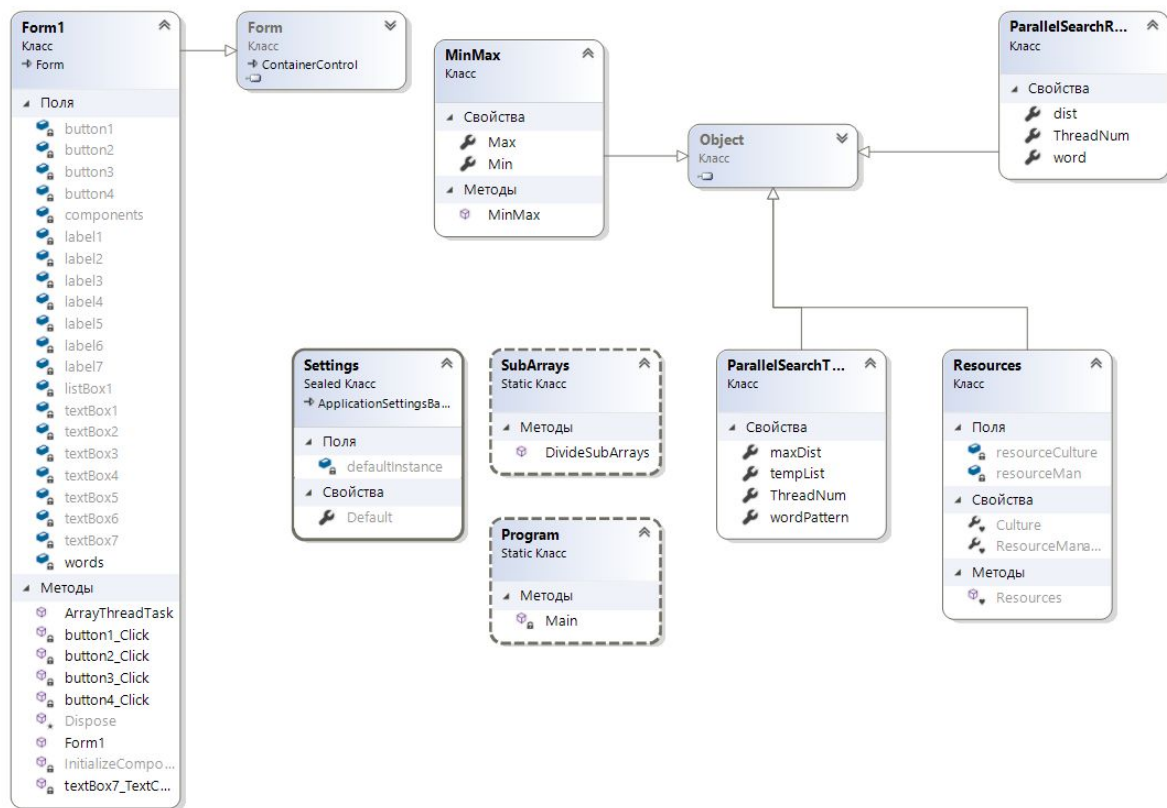 Form1
Класс
Form
Поля
button1
button2
button3
button4
components
label1
label2
label3
label4
label5
label6
label7
listBox1
textBox1
textBox2
textBox3
textBox4
textBox5
textBox6
textBox7
words
Методы
ArrayThreadTask
button1_Click
button2_Click
button3_Click
button4_Click
Dispose
Form1
InitializeCompo...
textBox7_TextC...
Form
Класс
ContainerControl
MinMax
Класс
Свойства
Max
Min
Методы
MinMax
Object
Класс
ParallelSearchR...
Класс
Свойства
dist
ThreadNum
word
Settings
Sealed Класс
ApplicationSettingsBa...
Поля
defaultInstance
Свойства
Default
SubArrays
Static Класс
Методы
DivideSubArrays
Program
Static Класс
Методы
Main
ParallelSearchT...
Класс
Свойства
maxDist
tempList
ThreadNum
wordPattern
Resources
Класс
Поля
resourceCulture
resourceMan
Свойства
Culture
ResourceMana...
Методы
Resources